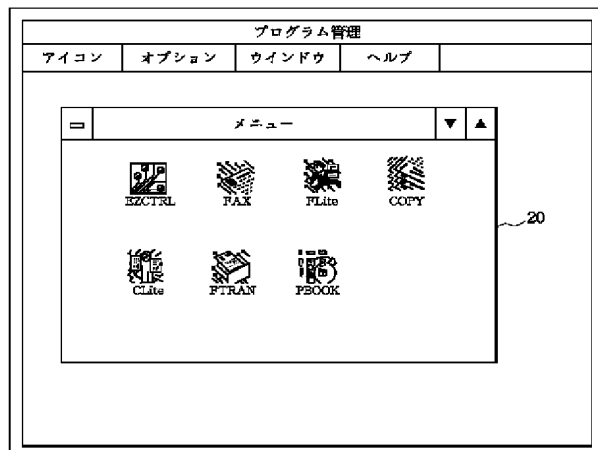 プログラム管理
アイコン オプション ウインドウ ヘルプ
メニュー ▼ ▲
EZCTRL FAX FLite COPY
20
CLite FTRAN PBOOK